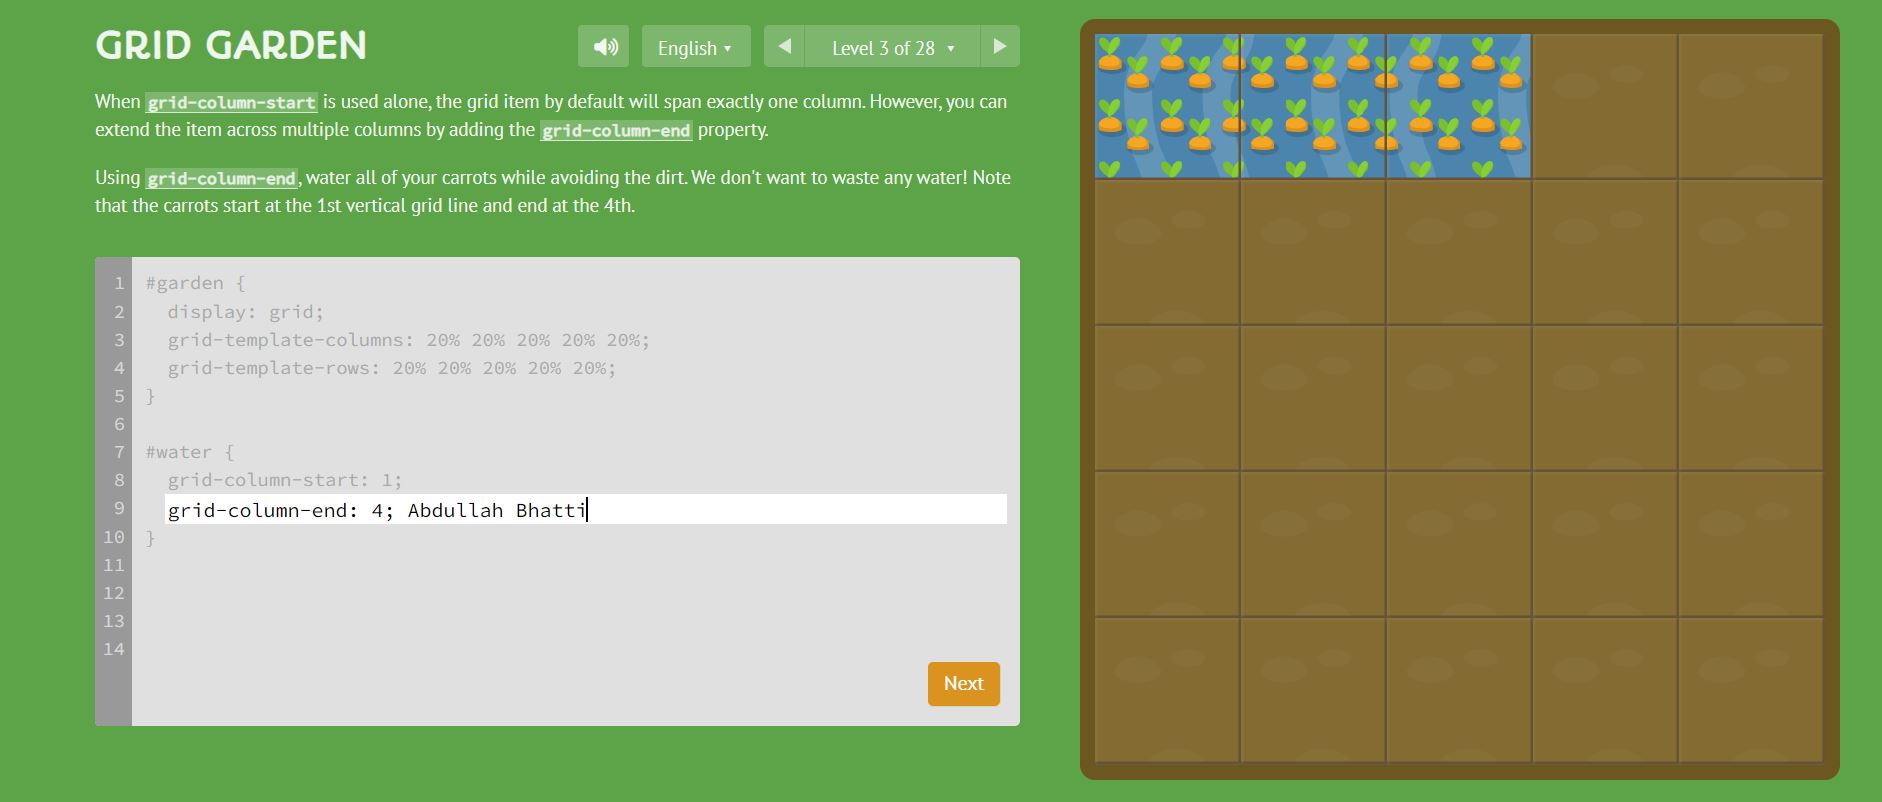 GRID GARDEN
English ▾
Level 3 of 28 ▾
When grid-column-start is used alone, the grid item by default will span exactly one column. However, you can
extend the item across multiple columns by adding the grid-column-end property.
Using grid-column-end, water all of your carrots while avoiding the dirt. We don't want to waste any water! Note
that the carrots start at the 1st vertical grid line and end at the 4th.
1 #garden {
2 display: grid;
3 grid-template-columns: 20% 20% 20% 20% 20%;
4 grid-template-rows: 20% 20% 20% 20% 20%;
5 }
6
7 #water {
8 grid-column-start: 1;
9 grid-column-end: 4; Abdullah Bhatti
10 }
11
12
13
14
Next